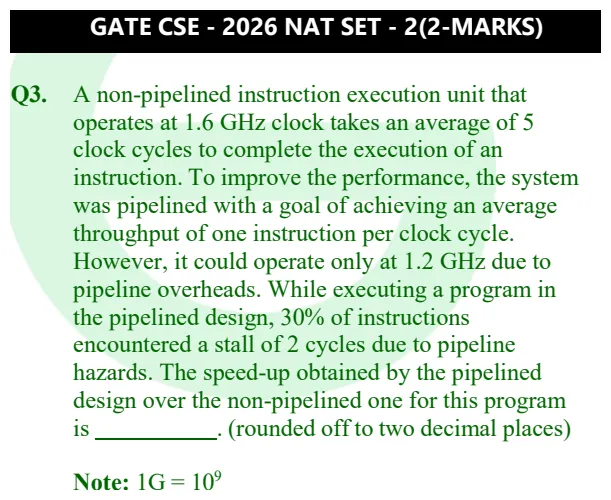 GATE CSE - 2026 NAT SET - 2(2-MARKS)
Q3. A non-pipelined instruction execution unit that
operates at 1.6 GHz clock takes an average of 5
clock cycles to complete the execution of an
instruction. To improve the performance, the system
was pipelined with a goal of achieving an average
throughput of one instruction per clock cycle.
However, it could operate only at 1.2 GHz due to
pipeline overheads. While executing a program in
the pipelined design, 30% of instructions
encountered a stall of 2 cycles due to pipeline
hazards. The speed-up obtained by the pipelined
design over the non-pipelined one for this program
is __________. (rounded off to two decimal places)
Note: 1G = 10⁹